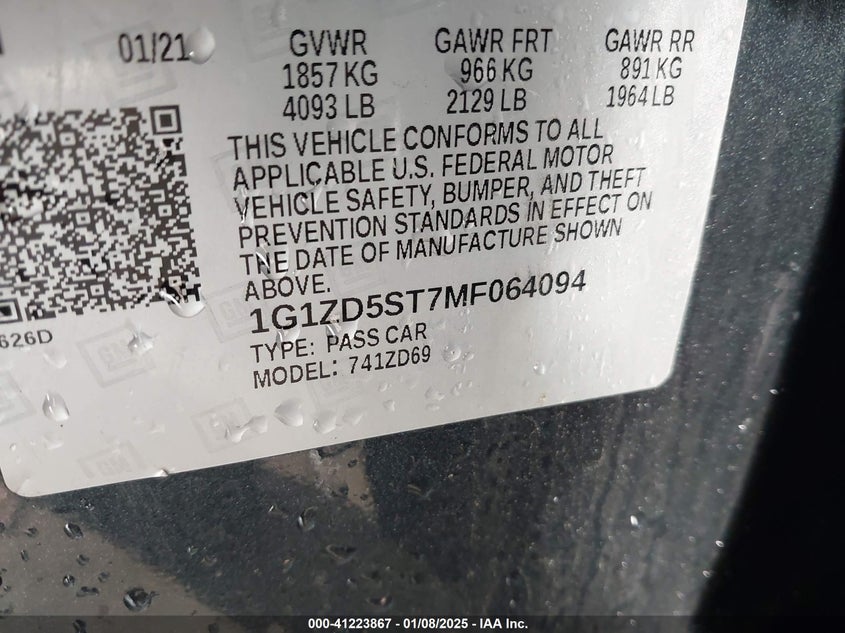 01/21
GVWR
1857 KG
4093 LB
GAWR FRT
966 KG
2129 LB
GAWR RR
891 KG
1964 LB
THIS VEHICLE CONFORMS TO ALL
APPLICABLE U.S. FEDERAL MOTOR
VEHICLE SAFETY, BUMPER, AND THEFT
PREVENTION STANDARDS IN EFFECT ON
THE DATE OF MANUFACTURE SHOWN
ABOVE.
1G1ZD5ST7MF064094
TYPE: PASS CAR
MODEL: 741ZD69
626D
GM
000-41223867 - 01/08/2025 - IAA Inc.